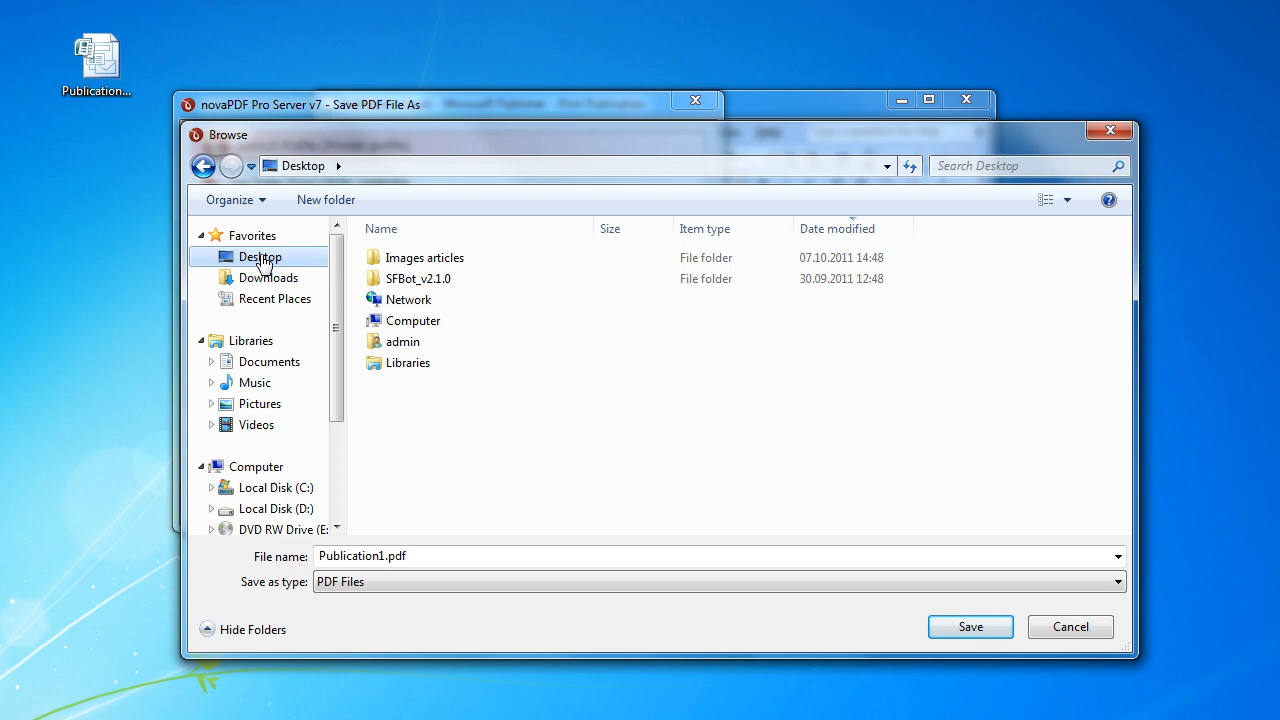 Publication...
novaPDF Pro Server v7 - Save PDF File As
Browse
Desktop
Search Desktop
Organize
New folder
Favorites
Desktop
Downloads
Recent Places
Libraries
Documents
Music
Pictures
Videos
Computer
Local Disk (C:)
Local Disk (D:)
DVD RW Drive (E:
Name Size Item type Date modified
Images articles File folder 07.10.2011 14:48
SFBot_v2.1.0 File folder 30.09.2011 12:48
Network
Computer
admin
Libraries
File name: Publication1.pdf
Save as type: PDF Files
Hide Folders
Save
Cancel